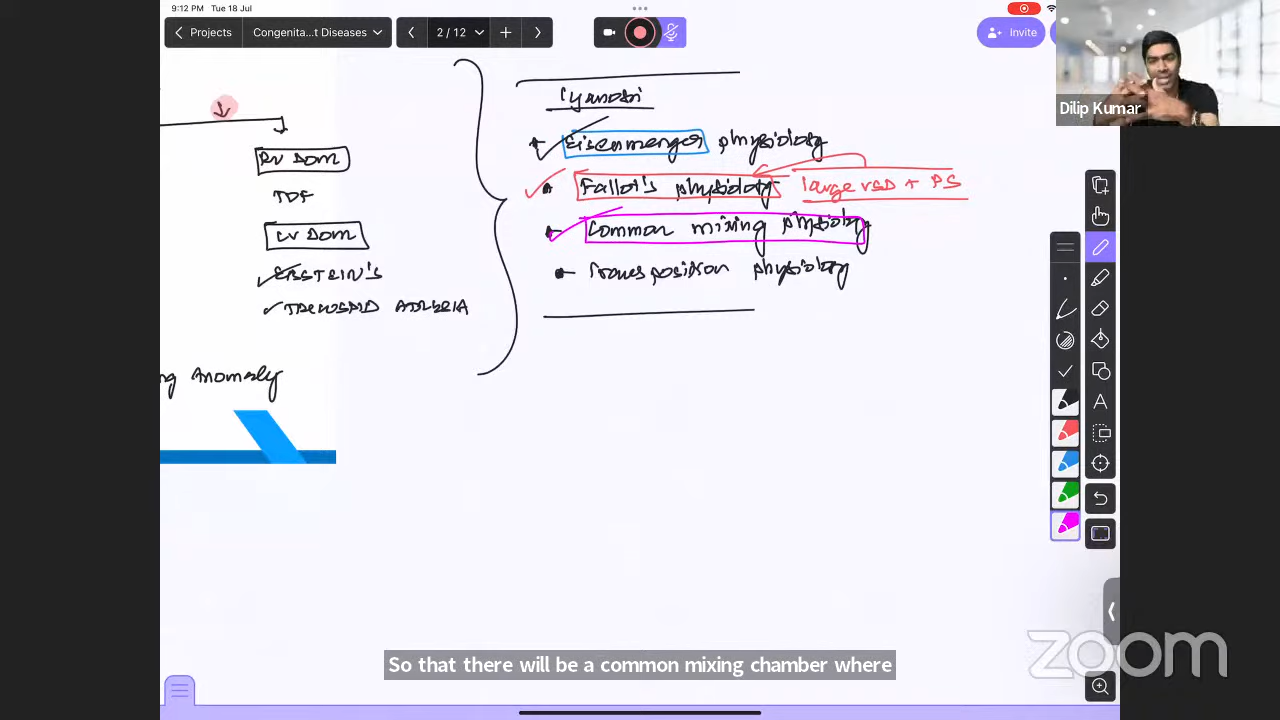 9:12 PM Tue 18 Jul
Projects
Congenita...t Diseases
2 / 12
Invite
Dilip Kumar
RV DOM
TOF
LV DOM
EBSTEIN'S
TRICUSPID ATRESIA
ng Anomaly
Cyanosis
Eisenmenger physiology
Fallot's physiology large VSD + PS
Common mixing physiology
Transposition physiology
A
So that there will be a common mixing chamber where
zoom